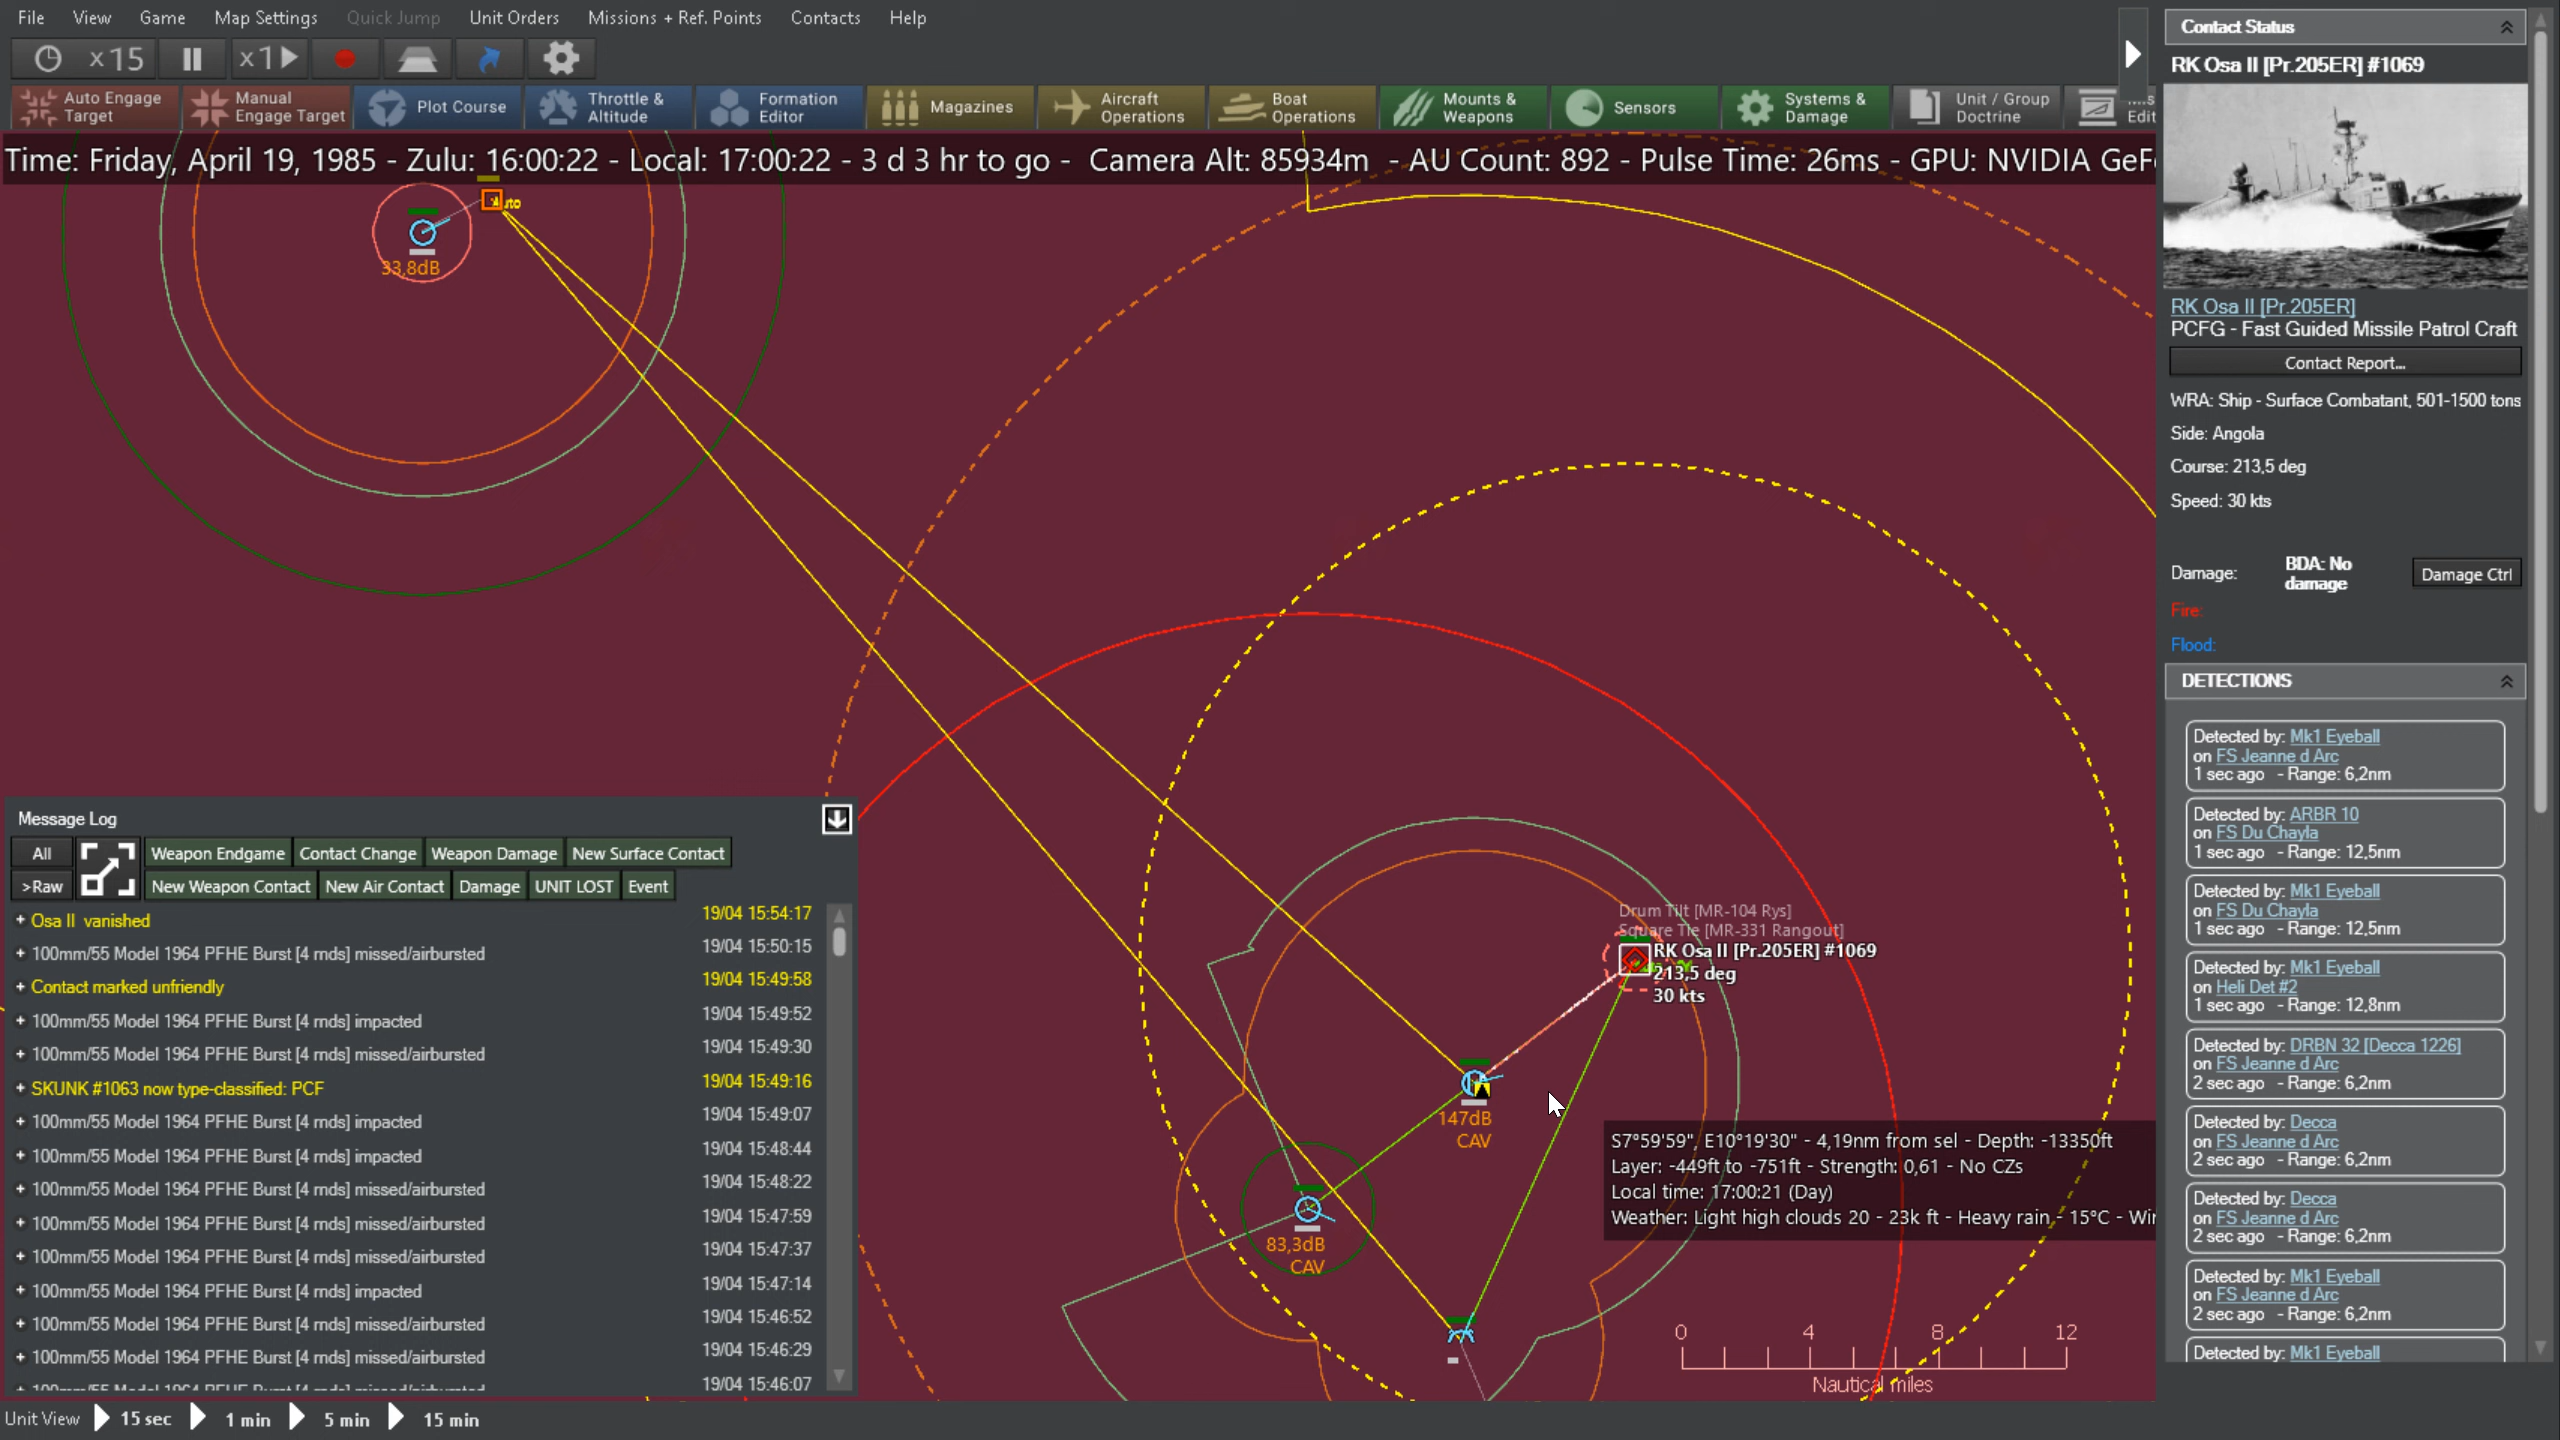 File View Game Map Settings Quick Jump Unit Orders Missions + Ref. Points Contacts Help
x15 x1
Auto Engage Target
Manual Engage Target
Plot Course
Throttle & Altitude
Formation Editor
Magazines
Aircraft Operations
Boat Operations
Mounts & Weapons
Sensors
Systems & Damage
Unit / Group Doctrine
Time: Friday, April 19, 1985 - Zulu: 16:00:22 - Local: 17:00:22 - 3 d 3 hr to go - Camera Alt: 85934m - AU Count: 892 - Pulse Time: 26ms - GPU: NVIDIA GeF
33,8dB
Drum Tilt [MR-104 Rys]
Square Tie [MR-331 Rangout]
RK Osa II [Pr.205ER] #1069
213,5 deg
30 kts
147dB
CAV
83,3dB
CAV
S7°59'59", E10°19'30" - 4,19nm from sel - Depth: -13350ft
Layer: -449ft to -751ft - Strength: 0,61 - No CZs
Local time: 17:00:21 (Day)
Weather: Light high clouds 20 - 23k ft - Heavy rain - 15°C - Wi
0 4 8 12
Nautical miles
Message Log
All Weapon Endgame Contact Change Weapon Damage New Surface Contact
>Raw New Weapon Contact New Air Contact Damage UNIT LOST Event
+ Osa II vanished 19/04 15:54:17
+ 100mm/55 Model 1964 PFHE Burst [4 rnds] missed/airbursted 19/04 15:50:15
+ Contact marked unfriendly 19/04 15:49:58
+ 100mm/55 Model 1964 PFHE Burst [4 rnds] impacted 19/04 15:49:52
+ 100mm/55 Model 1964 PFHE Burst [4 rnds] missed/airbursted 19/04 15:49:30
+ SKUNK #1063 now type-classified: PCF 19/04 15:49:16
+ 100mm/55 Model 1964 PFHE Burst [4 rnds] impacted 19/04 15:49:07
+ 100mm/55 Model 1964 PFHE Burst [4 rnds] impacted 19/04 15:48:44
+ 100mm/55 Model 1964 PFHE Burst [4 rnds] missed/airbursted 19/04 15:48:22
+ 100mm/55 Model 1964 PFHE Burst [4 rnds] missed/airbursted 19/04 15:47:59
+ 100mm/55 Model 1964 PFHE Burst [4 rnds] missed/airbursted 19/04 15:47:37
+ 100mm/55 Model 1964 PFHE Burst [4 rnds] impacted 19/04 15:47:14
+ 100mm/55 Model 1964 PFHE Burst [4 rnds] missed/airbursted 19/04 15:46:52
+ 100mm/55 Model 1964 PFHE Burst [4 rnds] missed/airbursted 19/04 15:46:29
19/04 15:46:07
Unit View 15 sec 1 min 5 min 15 min
Contact Status
RK Osa II [Pr.205ER] #1069
RK Osa II [Pr.205ER]
PCFG - Fast Guided Missile Patrol Craft
Contact Report...
WRA: Ship - Surface Combatant, 501-1500 tons
Side: Angola
Course: 213,5 deg
Speed: 30 kts
Damage: BDA: No damage Damage Ctrl
Fire:
Flood:
DETECTIONS
Detected by: Mk1 Eyeball
on FS Jeanne d Arc
1 sec ago - Range: 6,2nm
Detected by: ARBR 10
on FS Du Chayla
1 sec ago - Range: 12,5nm
Detected by: Mk1 Eyeball
on FS Du Chayla
1 sec ago - Range: 12,5nm
Detected by: Mk1 Eyeball
on Heli Det #2
1 sec ago - Range: 12,8nm
Detected by: DRBN 32 [Decca 1226]
on FS Jeanne d Arc
2 sec ago - Range: 6,2nm
Detected by: Decca
on FS Jeanne d Arc
2 sec ago - Range: 6,2nm
Detected by: Decca
on FS Jeanne d Arc
2 sec ago - Range: 6,2nm
Detected by: Mk1 Eyeball
on FS Jeanne d Arc
2 sec ago - Range: 6,2nm
Detected by: Mk1 Eyeball